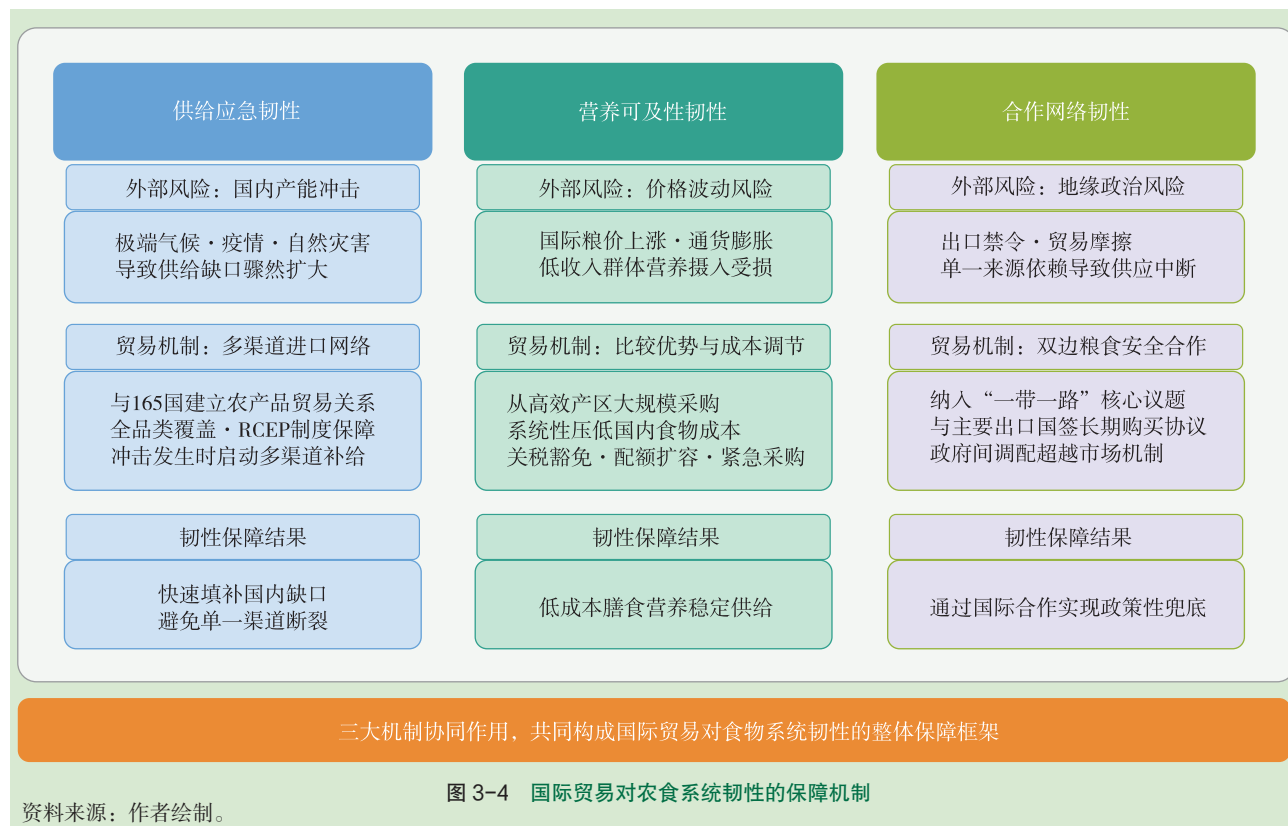 供给应急韧性
外部风险：国内产能冲击
极端气候·疫情·自然灾害
导致供给缺口骤然扩大
贸易机制：多渠道进口网络
与165国建立农产品贸易关系
全品类覆盖·RCEP制度保障
冲击发生时启动多渠道补给
韧性保障结果
快速填补国内缺口
避免单一渠道断裂
营养可及性韧性
外部风险：价格波动风险
国际粮价上涨·通货膨胀
低收入群体营养摄入受损
贸易机制：比较优势与成本调节
从高效产区大规模采购
系统性压低国内食物成本
关税豁免·配额扩容·紧急采购
韧性保障结果
低成本膳食营养稳定供给
合作网络韧性
外部风险：地缘政治风险
出口禁令·贸易摩擦
单一来源依赖导致供应中断
贸易机制：双边粮食安全合作
纳入“一带一路”核心议题
与主要出口国签长期购买协议
政府间调配超越市场机制
韧性保障结果
通过国际合作实现政策性兜底
三大机制协同作用，共同构成国际贸易对食物系统韧性的整体保障框架
图 3-4 国际贸易对农食系统韧性的保障机制
资料来源：作者绘制。